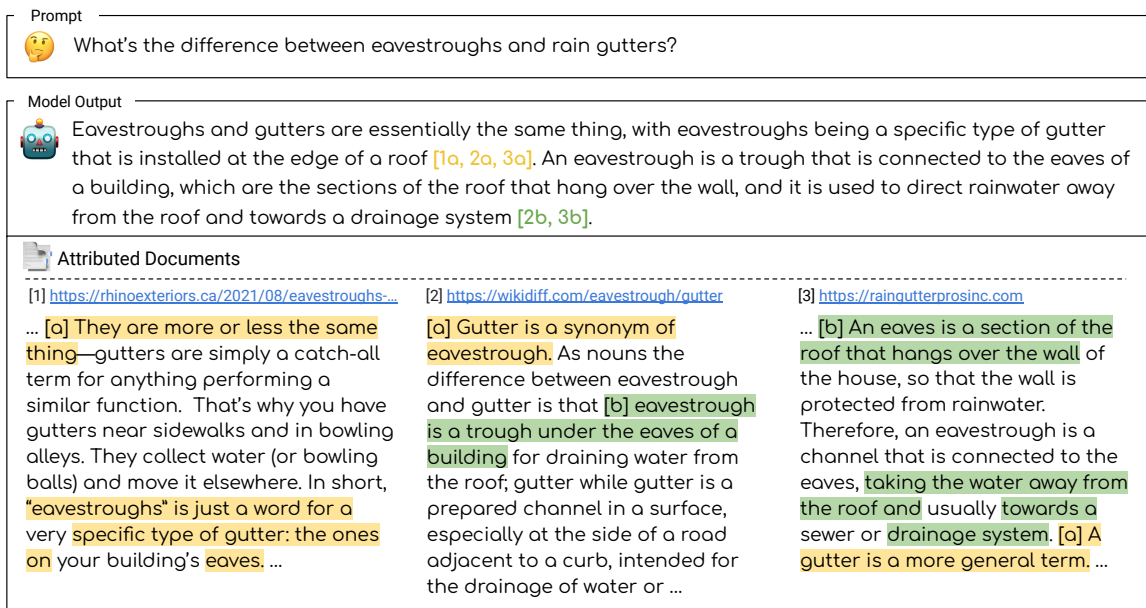 Prompt
What's the difference between eavestroughs and rain gutters?
Model Output
Eavestroughs and gutters are essentially the same thing, with eavestroughs being a specific type of gutter
that is installed at the edge of a roof [1a, 2a, 3a]. An eavestrough is a trough that is connected to the eaves of
a building, which are the sections of the roof that hang over the wall, and it is used to direct rainwater away
from the roof and towards a drainage system [2b, 3b].
Attributed Documents
[1] https://rhinoexteriors.ca/2021/08/eavestroughs-...
... [a] They are more or less the same
thing—gutters are simply a catch-all
term for anything performing a
similar function. That's why you have
gutters near sidewalks and in bowling
alleys. They collect water (or bowling
balls) and move it elsewhere. In short,
“eavestroughs” is just a word for a
very specific type of gutter: the ones
on your building's eaves. ...
[2] https://wikidiff.com/eavestrough/gutter
[a] Gutter is a synonym of
eavestrough. As nouns the
difference between eavestrough
and gutter is that [b] eavestrough
is a trough under the eaves of a
building for draining water from
the roof; gutter while gutter is a
prepared channel in a surface,
especially at the side of a road
adjacent to a curb, intended for
the drainage of water or ...
[3] https://raingutterprosinc.com
... [b] An eaves is a section of the
roof that hangs over the wall of
the house, so that the wall is
protected from rainwater.
Therefore, an eavestrough is a
channel that is connected to the
eaves, taking the water away from
the roof and usually towards a
sewer or drainage system. [a] A
gutter is a more general term. ...